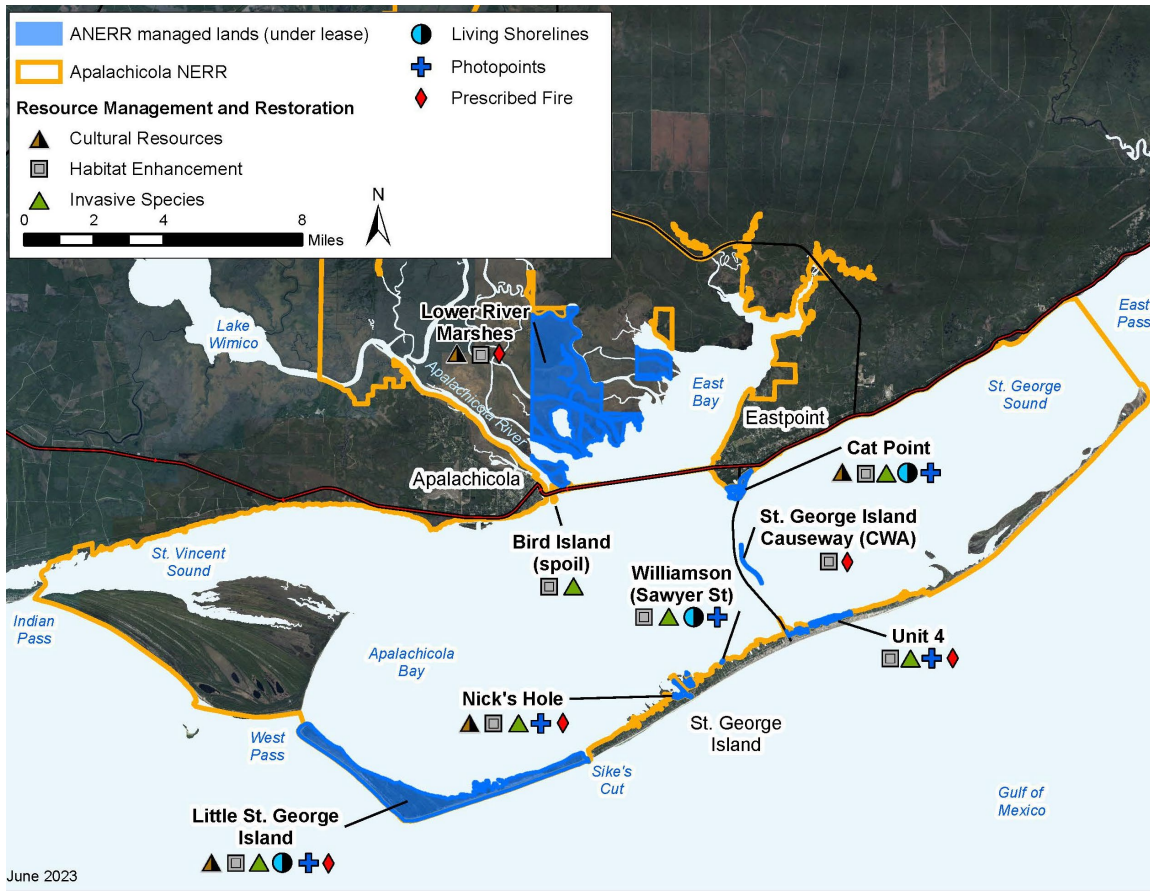 ANERR managed lands (under lease)
Apalachicola NERR
Resource Management and Restoration
Cultural Resources
Habitat Enhancement
Invasive Species
Living Shorelines
Photopoints
Prescribed Fire
0 2 4 8
Miles
N
Lake
Wimico
Lower River
Marshes
Apalachicola River
East
Bay
East
Pass
St. George
Sound
Eastpoint
Cat Point
Apalachicola
St. George Island
Causeway (CWA)
Bird Island
(spoil)
St. Vincent
Sound
Williamson
(Sawyer St)
Indian
Pass
Unit 4
Apalachicola
Bay
Nick's Hole
St. George
Island
West
Pass
Sike's
Cut
Gulf of
Mexico
Little St. George
Island
June 2023